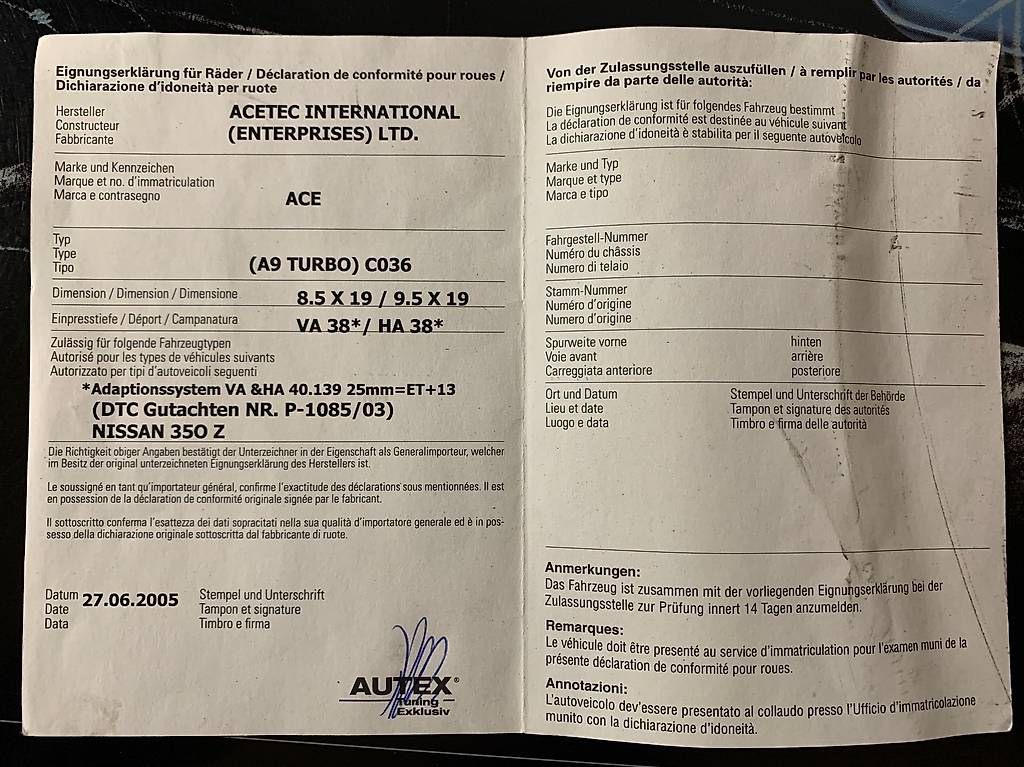 Eignungserklärung für Räder / Déclaration de conformité pour roues /
Dichiarazione d'idoneità per ruote
Hersteller
Constructeur
Fabbricante
ACETEC INTERNATIONAL
(ENTERPRISES) LTD.
Marke und Kennzeichen
Marque et no. d'immatriculation
Marca e contrasegno
ACE
Typ
Type
Tipo
(A9 TURBO) C036
Dimension / Dimension / Dimensione 8.5 X 19 / 9.5 X 19
Einpresstiefe / Déport / Campanatura VA 38*/ HA 38*
Zulässig für folgende Fahrzeugtypen
Autorisé pour les types de véhicules suivants
Autorizzato per tipi d'autoveicoli seguenti
*Adaptionssystem VA &HA 40.139 25mm=ET+13
(DTC Gutachten NR. P-1085/03)
NISSAN 35O Z
Die Richtigkeit obiger Angaben bestätigt der Unterzeichner in der Eigenschaft als Generalimporteur, welcher
im Besitz der original unterzeichneten Eignungserklärung des Herstellers ist.
Le soussigné en tant qu'importateur général, confirme l'exactitude des déclarations sous mentionnées. Il est
en possession de la déclaration de conformité originale signée par le fabricant.
Il sottoscritto conferma l'esattezza dei dati sopracitati nella sua qualità d'importatore generale ed è in pos-
sesso della dichiarazione originale sottoscritta dal fabbricante di ruote.
Datum
Date
Data
27.06.2005
Stempel und Unterschrift
Tampon et signature
Timbro e firma
AUTEX®
Tuning
Exklusiv
Von der Zulassungsstelle auszufüllen / à remplir par les autorités / da
riempire da parte delle autorità:
Die Eignungserklärung ist für folgendes Fahrzeug bestimmt
La déclaration de conformité est destinée au véhicule suivant
La dichiarazione d'idoneità è stabilita per il seguente autoveicolo
Marke und Typ
Marque et type
Marca e tipo
Fahrgestell-Nummer
Numéro du châssis
Numero di telaio
Stamm-Nummer
Numéro d'origine
Numero d'origine
Spurweite vorne hinten
Voie avant arrière
Carreggiata anteriore posteriore
Ort und Datum Stempel und Unterschrift der Behörde
Lieu et date Tampon et signature des autorités
Luogo e data Timbro e firma delle autorità
Anmerkungen:
Das Fahrzeug ist zusammen mit der vorliegenden Eignungserklärung bei der
Zulassungsstelle zur Prüfung innert 14 Tagen anzumelden.
Remarques:
Le véhicule doit être presenté au service d'immatriculation pour l'examen muni de la
présente déclaration de conformité pour roues.
Annotazioni:
L'autoveicolo dev'essere presentato al collaudo presso l'Ufficio d'immatricolazione
munito con la dichiarazione d'idoneità.